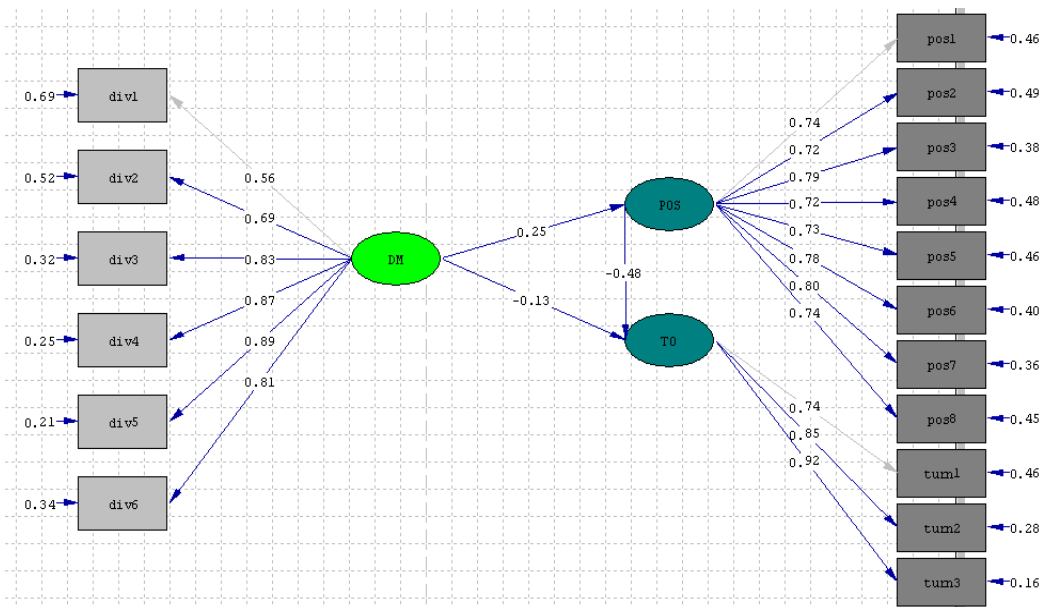 0.69
div1
0.52
div2
0.32
div3
0.25
div4
0.21
div5
0.34
div6
0.56
0.69
0.83
0.87
0.89
0.81
DM
0.25
-0.13
POS
-0.48
TO
0.74
0.72
0.79
0.72
0.73
0.78
0.80
0.74
0.74
0.85
0.92
pos1
0.46
pos2
0.49
pos3
0.38
pos4
0.48
pos5
0.46
pos6
0.40
pos7
0.36
pos8
0.45
turn1
0.46
turn2
0.28
turn3
0.16